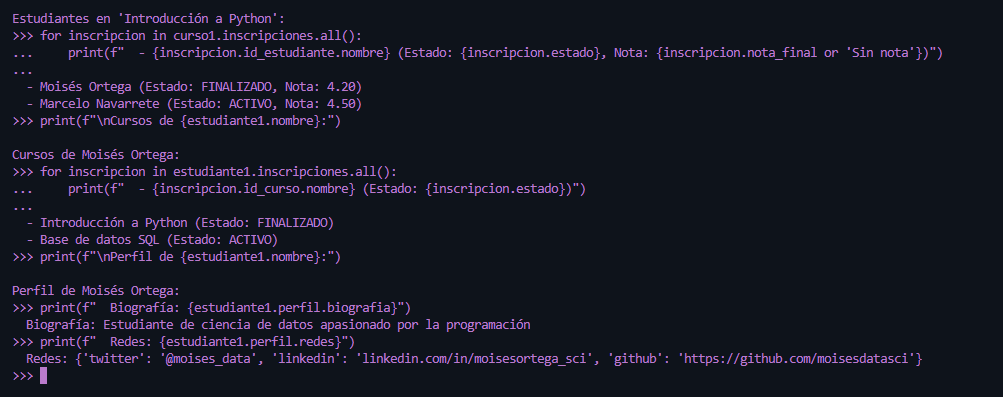 Estudiantes en 'Introducción a Python':
>>> for inscripcion in curso1.inscripciones.all():
...     print(f"  - {inscripcion.id_estudiante.nombre} (Estado: {inscripcion.estado}, Nota: {inscripcion.nota_final or 'Sin nota'})")
...
  - Moisés Ortega (Estado: FINALIZADO, Nota: 4.20)
  - Marcelo Navarrete (Estado: ACTIVO, Nota: 4.50)
>>> print(f"\nCursos de {estudiante1.nombre}:")

Cursos de Moisés Ortega:
>>> for inscripcion in estudiante1.inscripciones.all():
...     print(f"  - {inscripcion.id_curso.nombre} (Estado: {inscripcion.estado})")
...
  - Introducción a Python (Estado: FINALIZADO)
  - Base de datos SQL (Estado: ACTIVO)
>>> print(f"\nPerfil de {estudiante1.nombre}:")

Perfil de Moisés Ortega:
>>> print(f"  Biografía: {estudiante1.perfil.biografia}")
  Biografía: Estudiante de ciencia de datos apasionado por la programación
>>> print(f"  Redes: {estudiante1.perfil.redes}")
  Redes: {'twitter': '@moises_data', 'linkedin': 'linkedin.com/in/moisesortega_sci', 'github': 'https://github.com/moisesdatasci'}
>>>